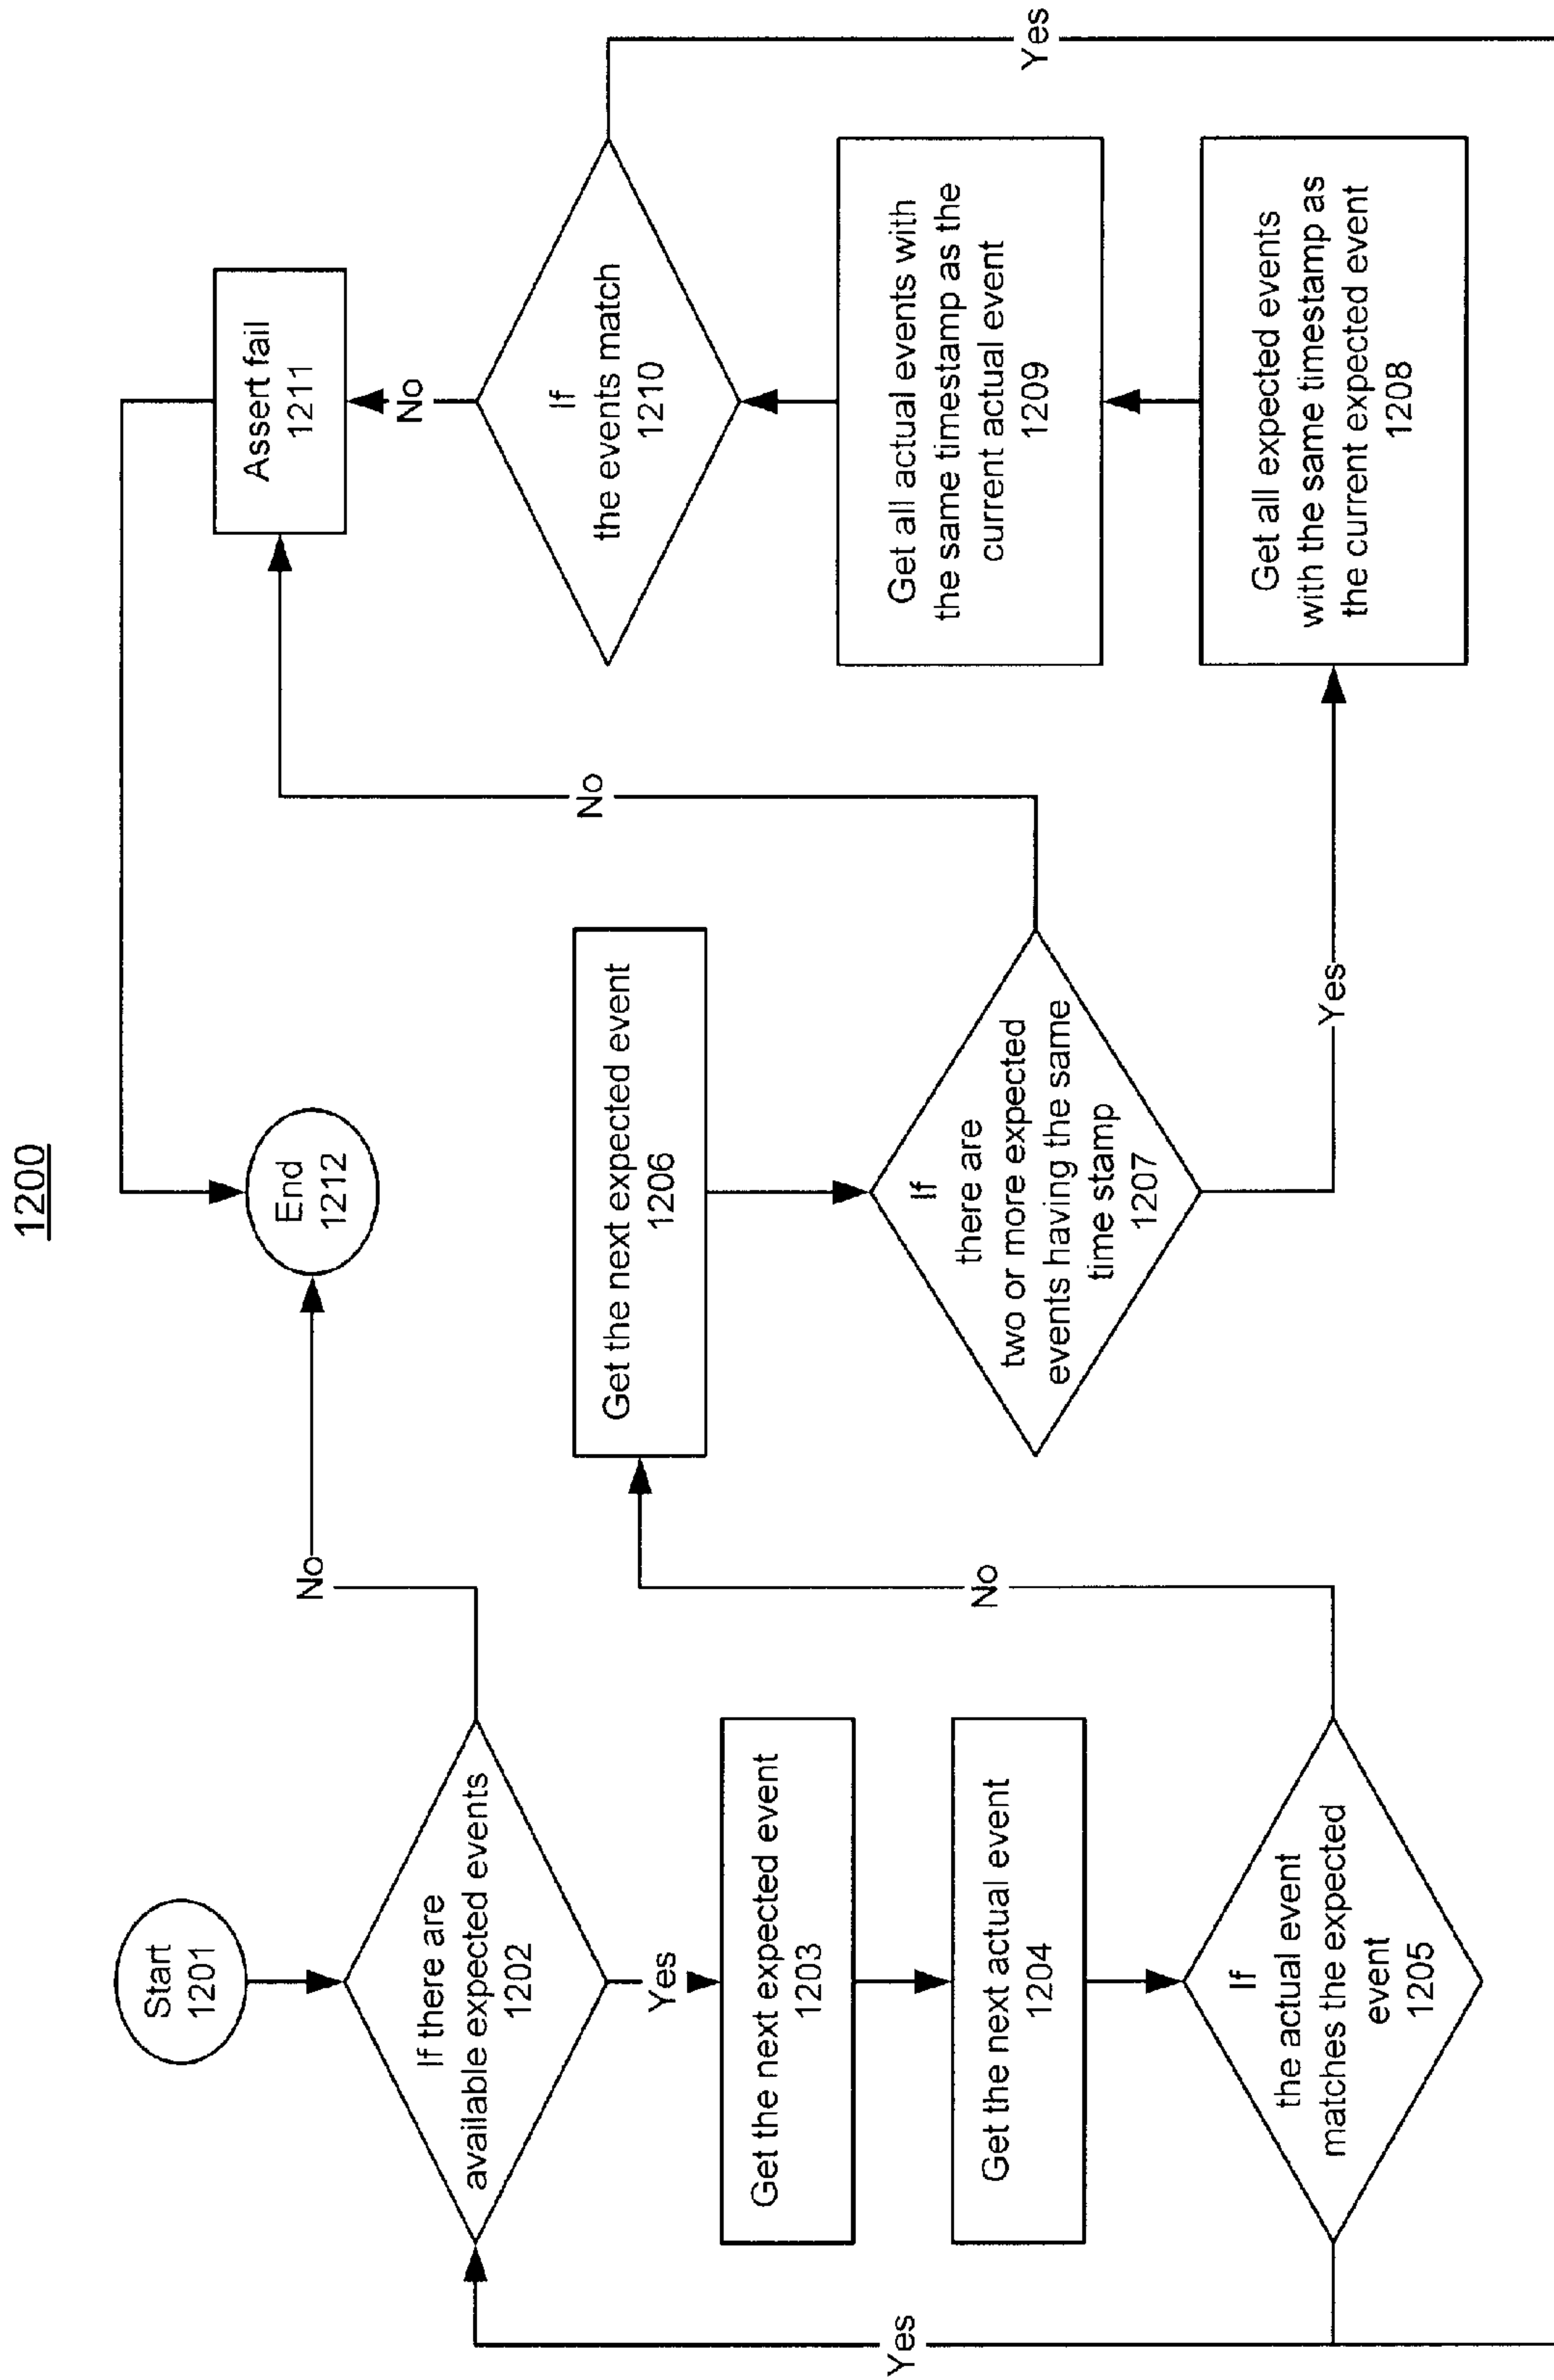 1200
Start
1201
If there are
available expected events
1202
No
Yes
Get the next expected event
1203
Get the next actual event
1204
If
the actual event
matches the expected
event
1205
Yes
No
End
1212
Get the next expected event
1206
If
there are
two or more expected
events having the same
time stamp
1207
No
Yes
Assert fail
1211
No
If
the events match
1210
Yes
Get all actual events with
the same timestamp as the
current actual event
1209
Get all expected events
with the same timestamp as
the current expected event
1208